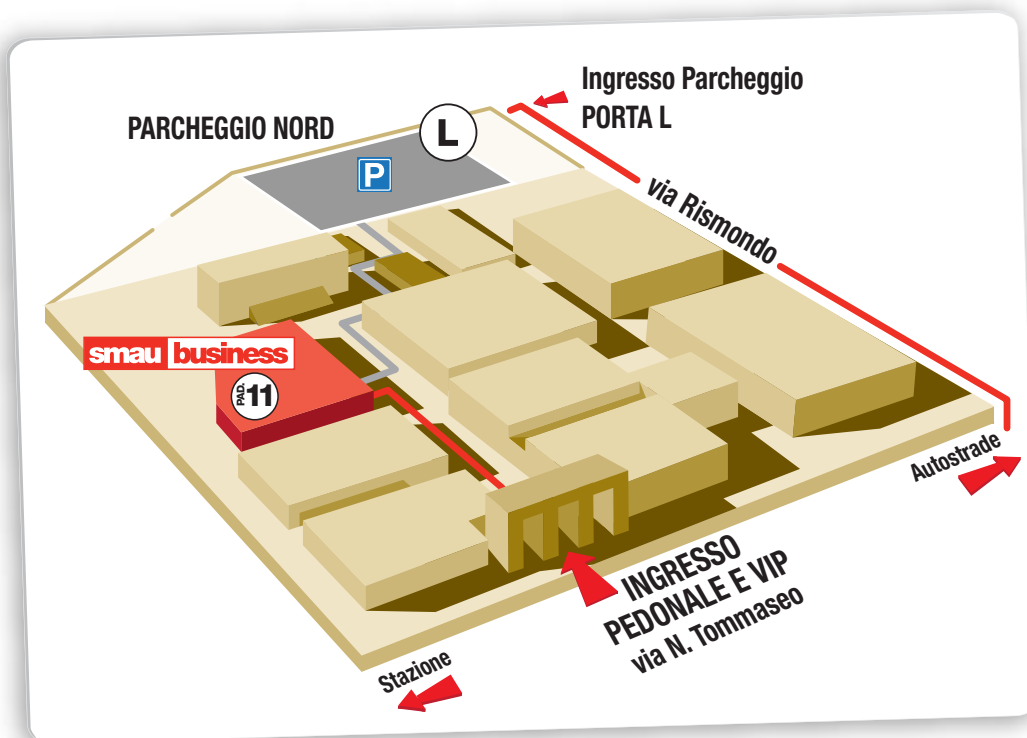 Ingresso Parcheggio
PORTA L
PARCHEGGIO NORD
L
P
via Rismondo
smau business
PAD. 11
Autostrade
INGRESSO
PEDONALE E VIP
via N. Tommaseo
Stazione